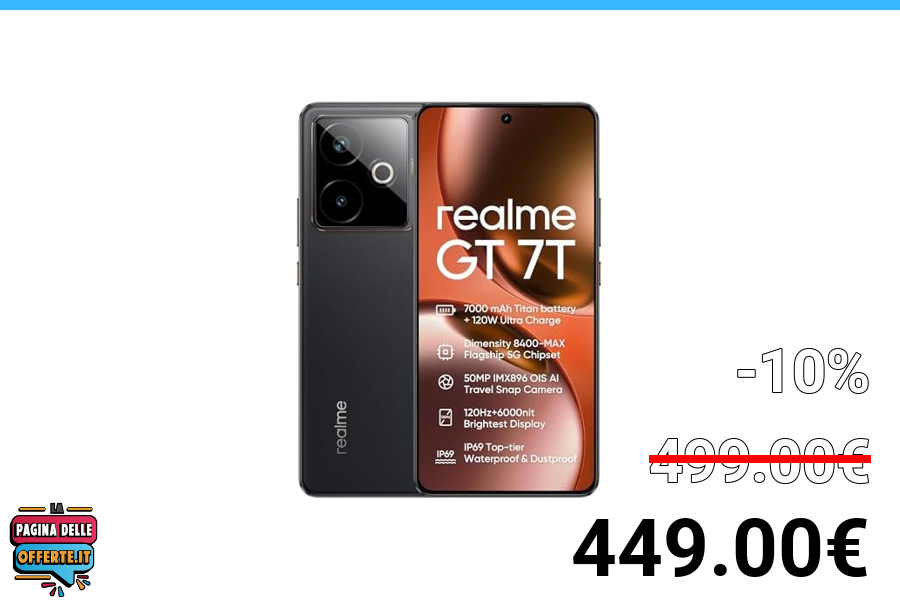 realme
GT 7T
7000 mAh Titan battery
+ 120W Ultra Charge
Dimensity 8400-MAX
Flagship 5G Chipset
50MP IMX896 OIS AI
Travel Snap Camera
120Hz+6000nit
Brightest Display
IP69
IP69 Top-tier
Waterproof & Dustproof
realme
-10%
499.00€
449.00€
LA
PAGINA DELLE
OFFERTE.IT